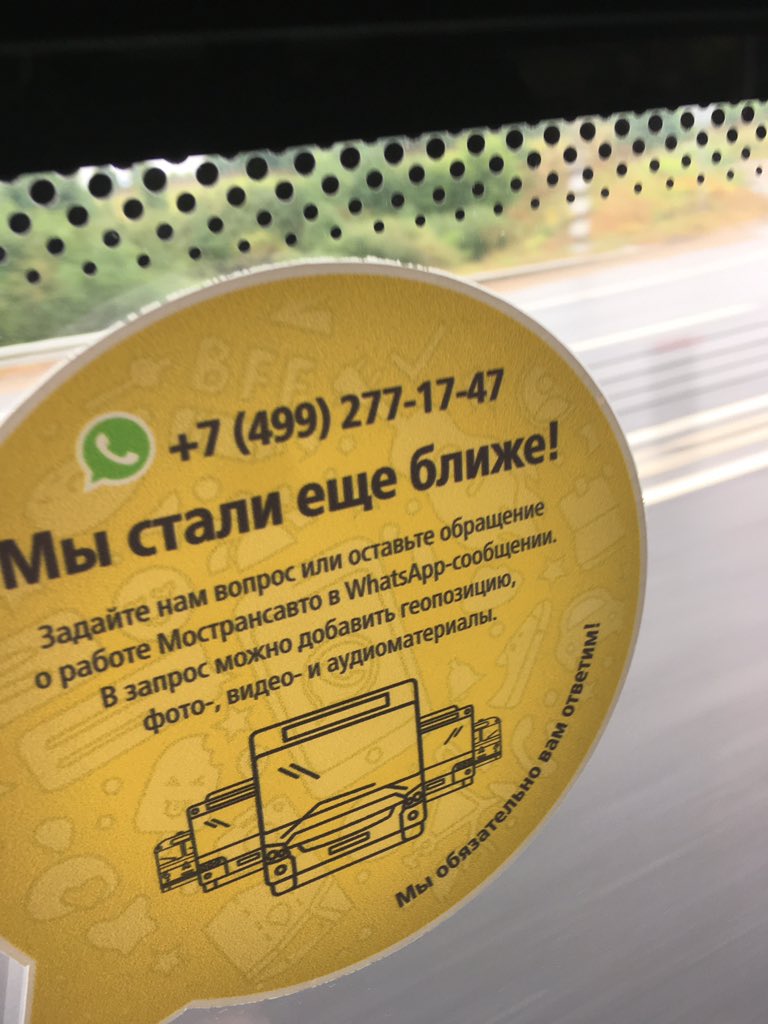 BFF
+7 (499) 277-17-47
Мы стали еще ближе!
Задайте нам вопрос или оставьте обращение
о работе Мострансавто в WhatsApp-сообщении.
В запрос можно добавить геопозицию,
фото-, видео- и аудиоматериалы.
Мы обязательно вам ответим!